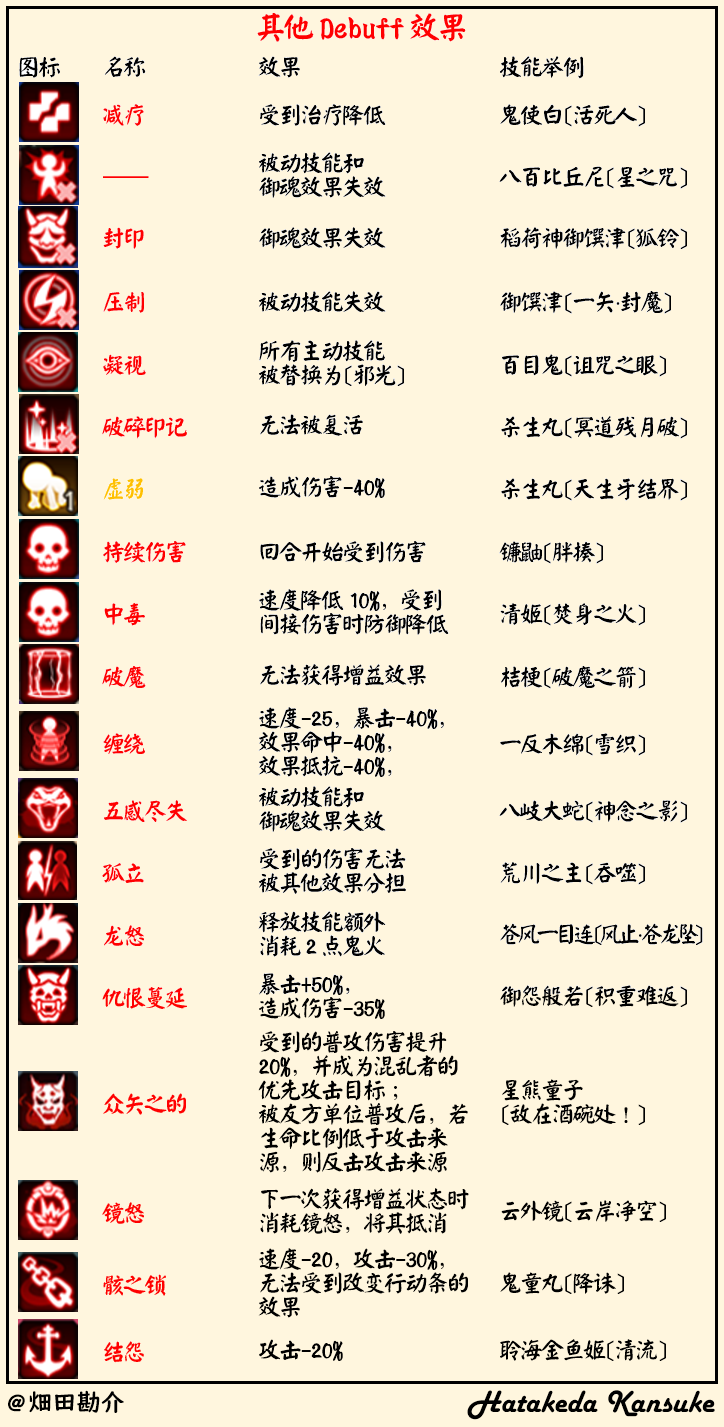 其他 Debuff 效果
图标 名称 效果 技能举例
减疗 受到治疗降低 鬼使白〔活死人〕
—— 被动技能和
御魂效果失效 八百比丘尼〔星之咒〕
封印 御魂效果失效 稻荷神御馔津〔狐铃〕
压制 被动技能失效 御馔津〔一矢·封魔〕
凝视 所有主动技能
被替换为〔邪光〕 百目鬼〔诅咒之眼〕
破碎印记 无法被复活 杀生丸〔冥道残月破〕
1
虚弱 造成伤害-40% 杀生丸〔天生牙结界〕
持续伤害 回合开始受到伤害 镰鼬〔胖揍〕
中毒 速度降低 10%，受到
间接伤害时防御降低 清姬〔焚身之火〕
破魔 无法获得增益效果 桔梗〔破魔之箭〕
缠绕 速度-25，暴击-40%，
效果命中-40%，
效果抵抗-40%， 一反木绵〔雪织〕
五感尽失 被动技能和
御魂效果失效 八岐大蛇〔神念之影〕
孤立 受到的伤害无法
被其他效果分担 荒川之主〔吞噬〕
龙怒 释放技能额外
消耗 2 点鬼火 苍风一目连〔风止·苍龙坠〕
仇恨蔓延 暴击+50%，
造成伤害-35% 御怨般若〔积重难返〕
众矢之的 受到的普攻伤害提升
20%，并成为混乱者的
优先攻击目标；
被友方单位普攻后，若
生命比例低于攻击来
源，则反击攻击来源 星熊童子
〔敌在酒碗处！〕
镜怒 下一次获得增益状态时
消耗镜怒，将其抵消 云外镜〔云岸净空〕
骸之锁 速度-20，攻击-30%，
无法受到改变行动条的
效果 鬼童丸〔降诛〕
结怨 攻击-20% 聆海金鱼姬〔清流〕
@畑田勘介 Hatakeda Kansuke